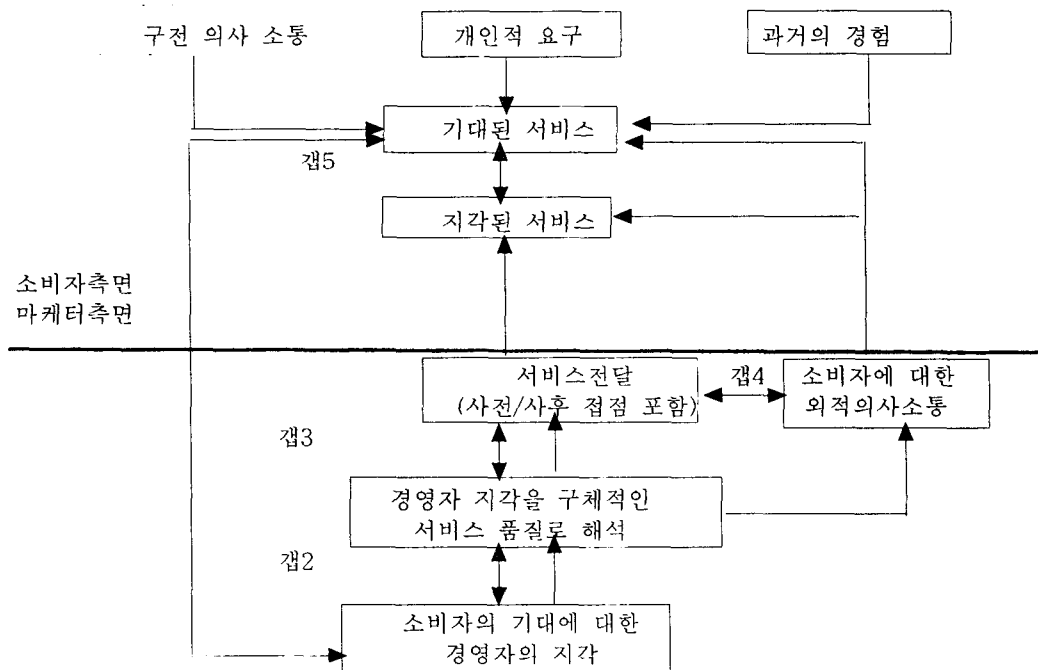 구전 의사 소통
개인적 요구
과거의 경험
기대된 서비스
갭5
지각된 서비스
소비자측면
마케터측면
서비스전달
(사전/사후 접점 포함)
갭4
소비자에 대한
외적의사소통
갭3
경영자 지각을 구체적인
서비스 품질로 해석
갭2
소비자의 기대에 대한
경영자의 지각